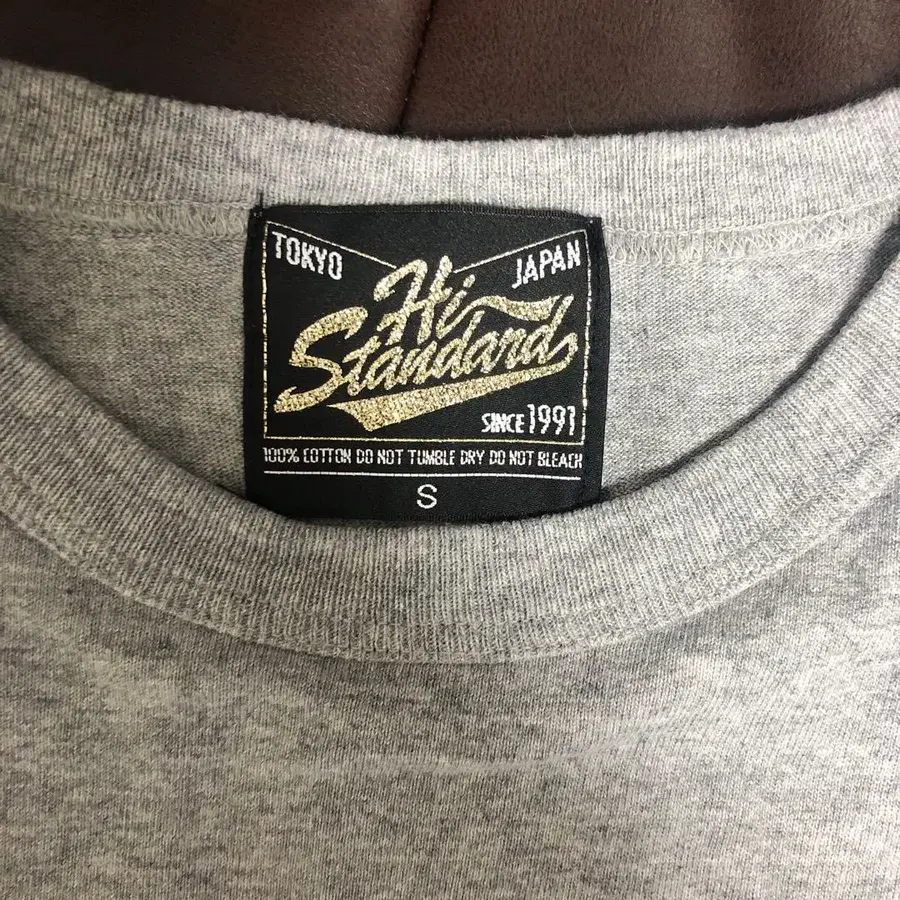 TOKYO
JAPAN
Hi-
Standard
SINCE 1991
100% COTTON DO NOT TUMBLE DRY DO NOT BLEACH
S